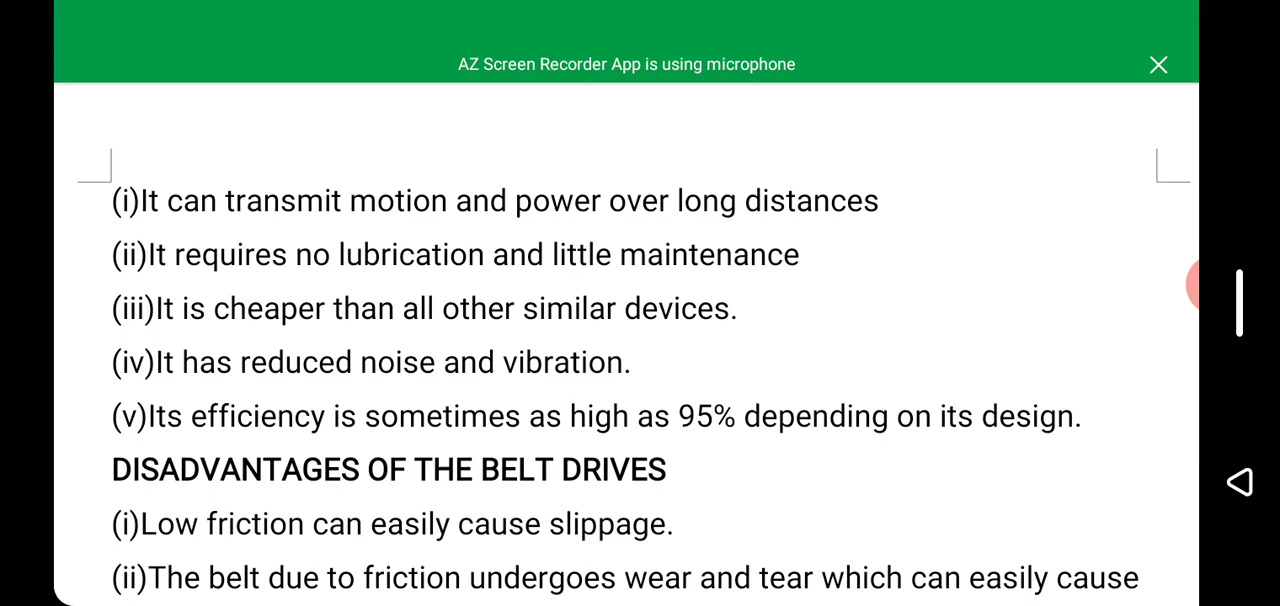 AZ Screen Recorder App is using microphone
(i)It can transmit motion and power over long distances
(ii)It requires no lubrication and little maintenance
(iii)It is cheaper than all other similar devices.
(iv)It has reduced noise and vibration.
(v)Its efficiency is sometimes as high as 95% depending on its design.
DISADVANTAGES OF THE BELT DRIVES
(i)Low friction can easily cause slippage.
(ii)The belt due to friction undergoes wear and tear which can easily cause